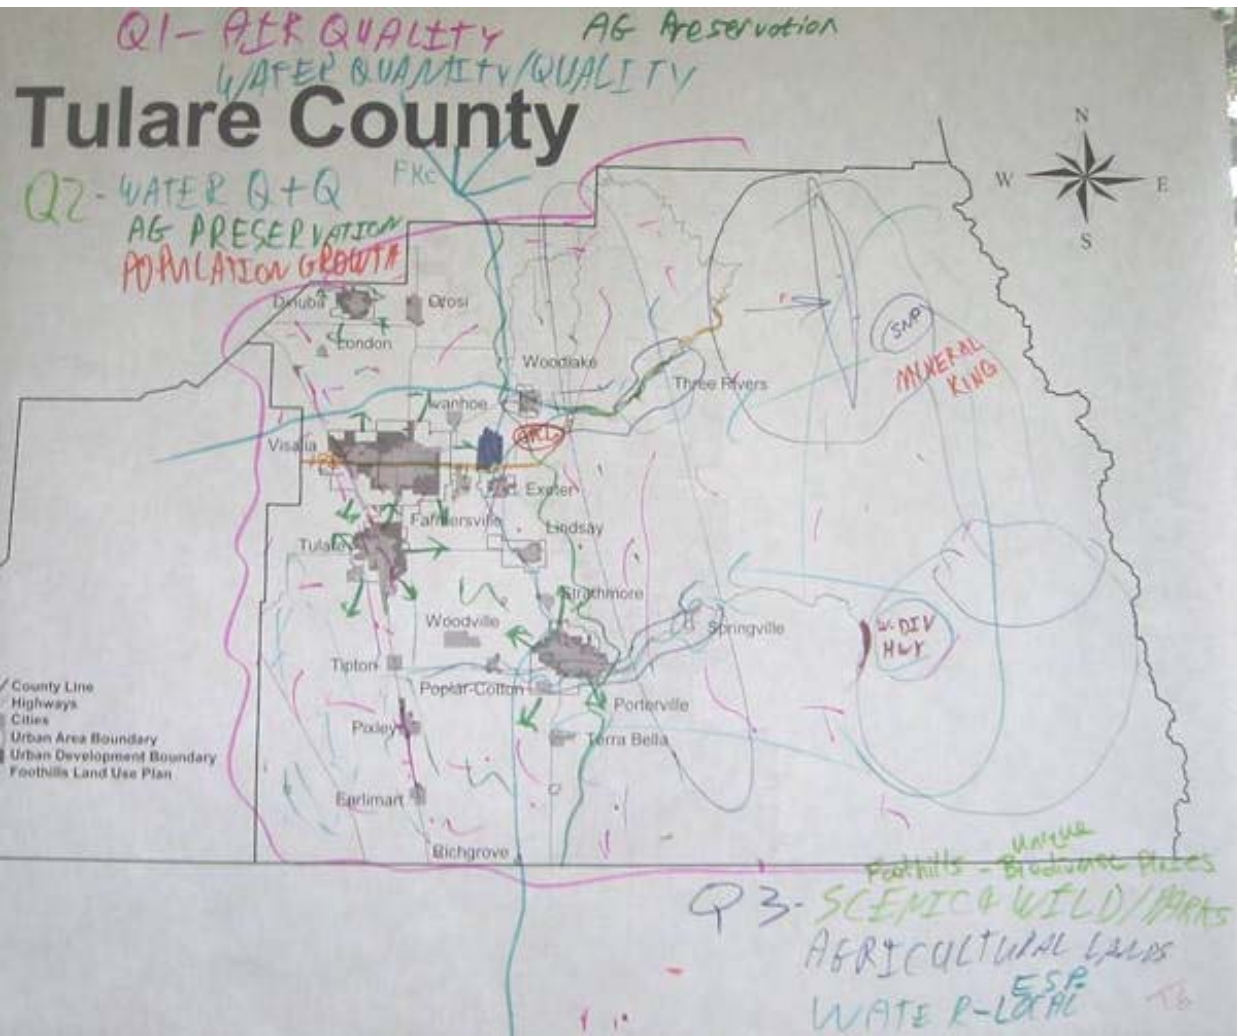 Q1- AIR QUALITY AG Preservation
WATER QUANTITY/QUALITY
Tulare County
FKC
Q2- WATER Q+Q
AG PRESERVATION
POPULATION GROWTH
N
W E
S
Dinuba
Orosi
London
Woodlake
Three Rivers
SNP
MINERAL
KING
Ivanhoe
Visalia
Exeter
Farmersville
Lindsay
Tulare
Strathmore
Woodville
Springville
W. DIV
HWY
Tipton
Poplar-Cotton
Porterville
Pixley
Terra Bella
Earlimart
Richgrove
County Line
Highways
Cities
Urban Area Boundary
Urban Development Boundary
Foothills Land Use Plan
unique
Foothills - Biodiverse Places
Q3- SCENIC & WILD/PARKS
AGRICULTURAL LANDS
ESP.
WATER-LOCAL